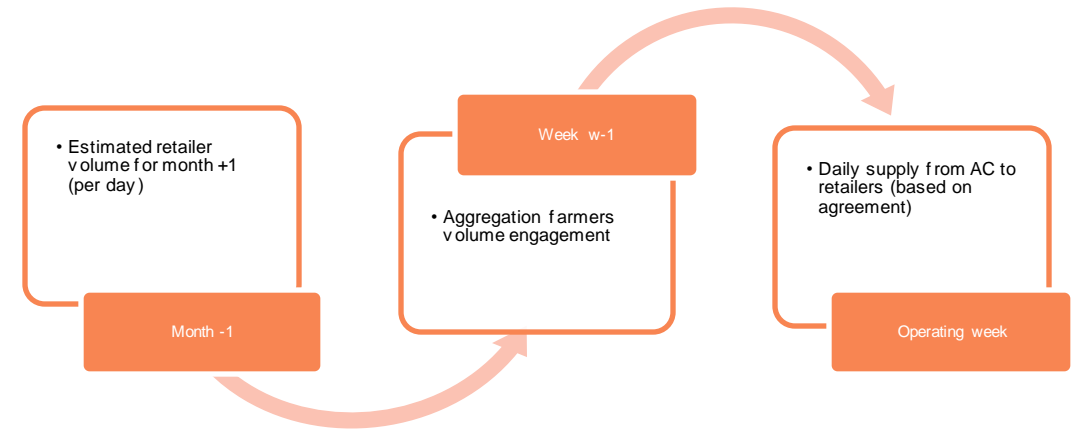 • Estimated retailer
volume for month +1
(per day)
Month -1
Week w-1
• Aggregation farmers
volume engagement
• Daily supply from AC to
retailers (based on
agreement)
Operating week